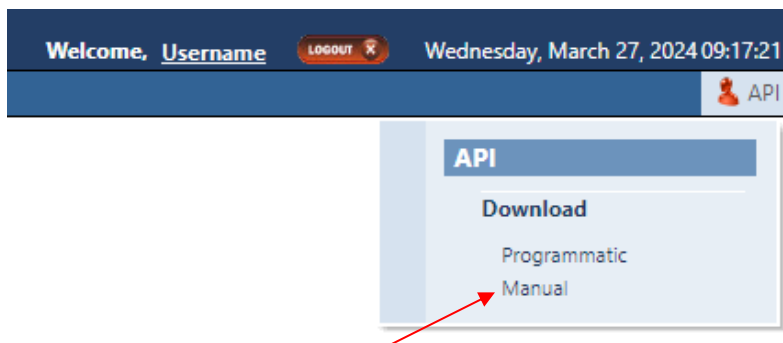 Welcome, Username LOGOUT X Wednesday, March 27, 2024 09:17:21
API
API
Download
Programmatic
Manual